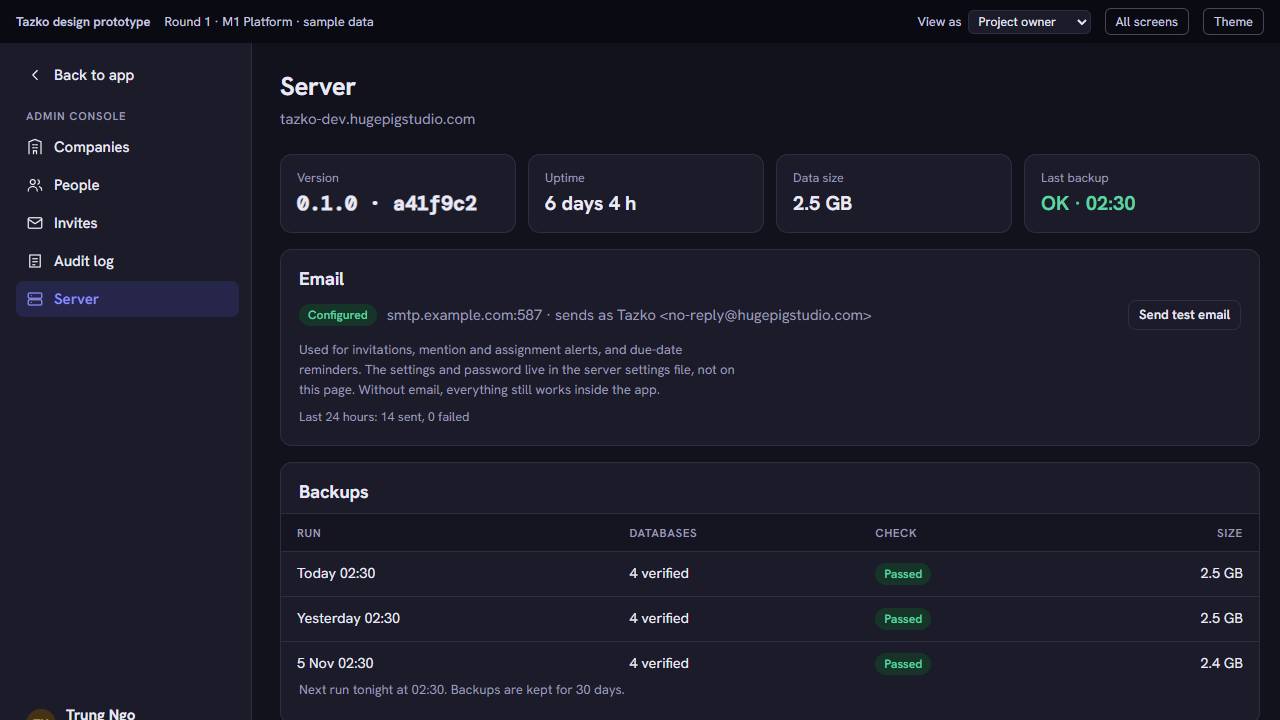 Tazko design prototype Round 1 · M1 Platform · sample data View as Project owner All screens Theme
Back to app
ADMIN CONSOLE
Companies
People
Invites
Audit log
Server
Trung Ngo
Server
tazko-dev.hugepigstudio.com
Version Uptime Data size Last backup
0.1.0 · a41f9c2 6 days 4 h 2.5 GB OK · 02:30
Email
Configured smtp.example.com:587 · sends as Tazko <no-reply@hugepigstudio.com> Send test email
Used for invitations, mention and assignment alerts, and due-date
reminders. The settings and password live in the server settings file, not on
this page. Without email, everything still works inside the app.
Last 24 hours: 14 sent, 0 failed
Backups
RUN DATABASES CHECK SIZE
Today 02:30 4 verified Passed 2.5 GB
Yesterday 02:30 4 verified Passed 2.5 GB
5 Nov 02:30 4 verified Passed 2.4 GB
Next run tonight at 02:30. Backups are kept for 30 days.